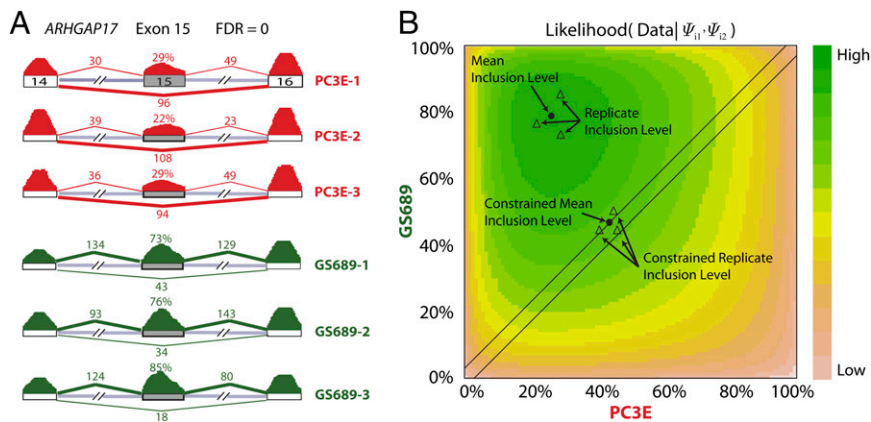 A
ARHGAP17 Exon 15 FDR = 0
30 29% 49
14 15 16 PC3E-1
96
39 22% 23
PC3E-2
108
36 29% 49
PC3E-3
94
134 73% 129
GS689-1
43
76%
93 143
GS689-2
34
85%
124 80
GS689-3
18
B
Likelihood( Data| Ψi1, Ψi2 )
100%
80%
60%
40%
20%
0%
GS689
Mean
Inclusion Level
Replicate
Inclusion Level
Constrained Mean
Inclusion Level
Constrained Replicate
Inclusion Level
0% 20% 40% 60% 80% 100%
PC3E
High
Low